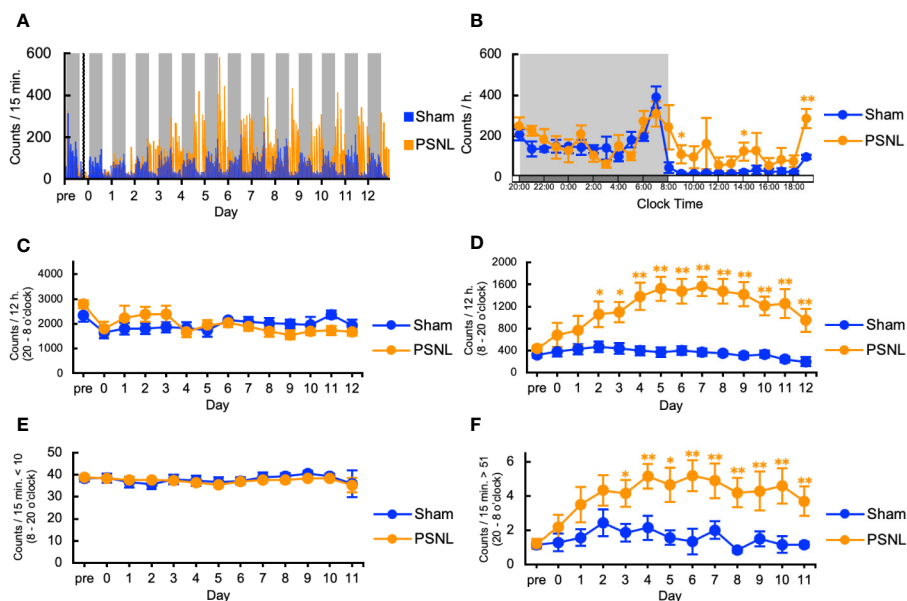 A
600
400
200
0
Counts / 15 min.
pre 0 1 2 3 4 5 6 7 8 9 10 11 12
Day
Sham
PSNL
B
600
400
200
0
Counts / h.
20:00 22:00 0:00 2:00 4:00 6:00 8:00 10:00 12:00 14:00 16:00 18:00
Clock Time
* * **
Sham
PSNL
C
4000
3000
2000
1000
0
Counts / 12 h.
(20 - 8 o'clock)
pre 0 1 2 3 4 5 6 7 8 9 10 11 12
Day
Sham
PSNL
D
2000
1600
1200
800
400
0
Counts / 12 h.
(8 - 20 o'clock)
* * ** ** ** ** ** ** ** ** **
pre 0 1 2 3 4 5 6 7 8 9 10 11 12
Day
Sham
PSNL
E
50
40
30
20
10
0
Counts / 15 min. < 10
(8 - 20 o'clock)
pre 0 1 2 3 4 5 6 7 8 9 10 11
Day
Sham
PSNL
F
6
4
2
0
Counts / 15 min. > 51
(20 - 8 o'clock)
* ** * ** ** ** ** ** **
pre 0 1 2 3 4 5 6 7 8 9 10 11
Day
Sham
PSNL